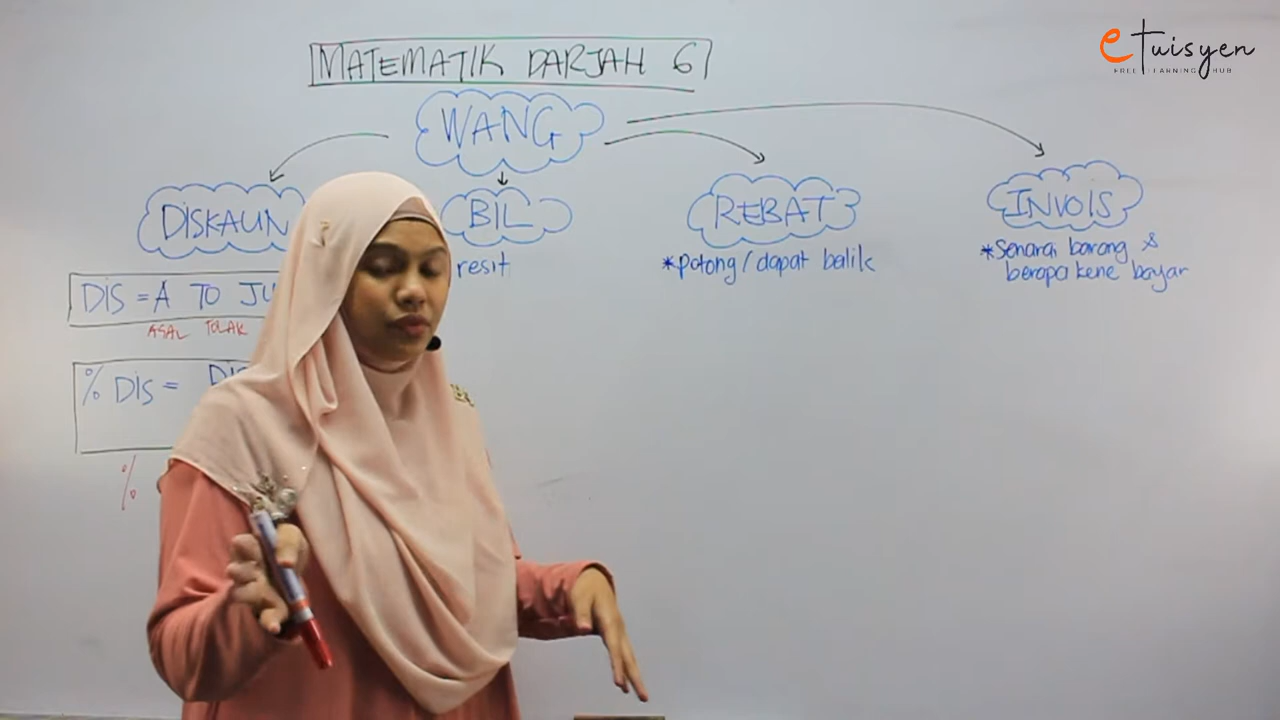 etuisyen
FREE LEARNING HUB
MATEMATIK DARJAH 6
WANG
DISKAUN
BIL
REBAT
INVOIS
resit
*potong/dapat balik
*Senarai barang &
berapa kene bayar
DIS = A TO JU
ASAL TOLAK
% DIS = DIS
%